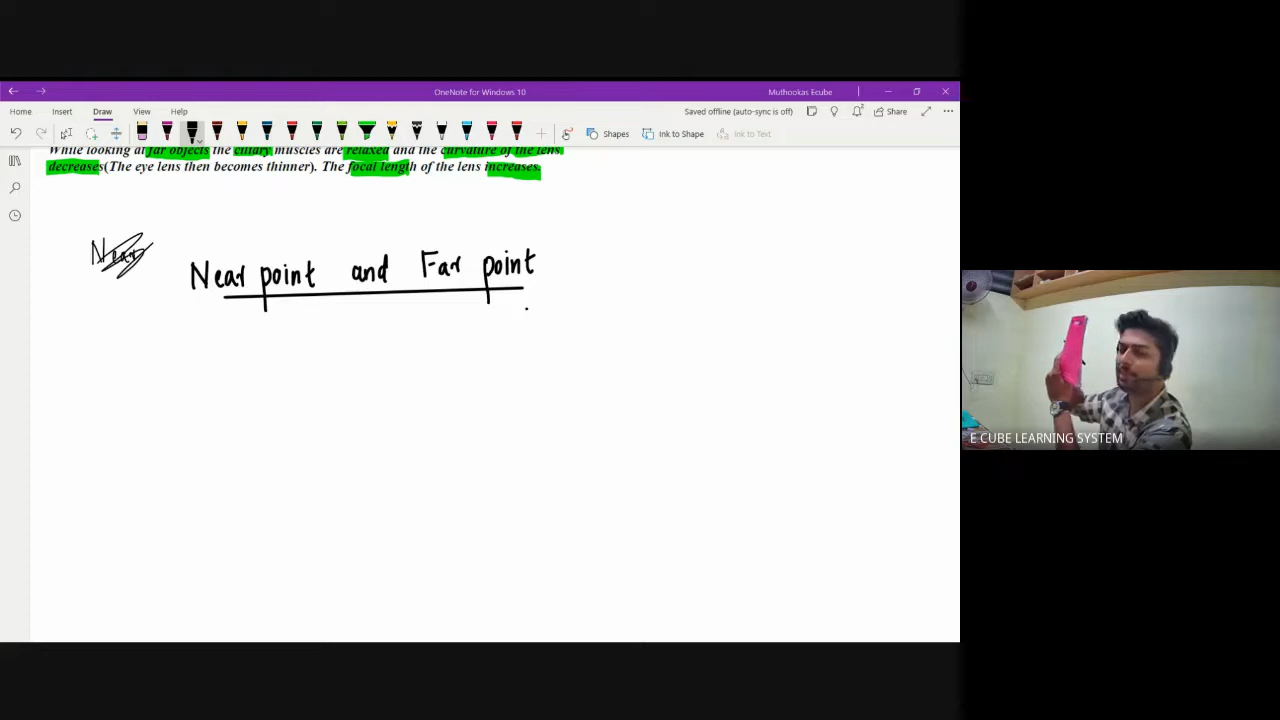 OneNote for Windows 10
Muthookas Ecube
Home Insert Draw View Help
Saved offline (auto-sync is off)
Share
Shapes
Ink to Shape
Ink to Text
While looking at far objects the ciliary muscles are relaxed and the curvature of the lens
decreases(The eye lens then becomes thinner). The focal length of the lens increases.
Near
Near point and Far point
E CUBE LEARNING SYSTEM